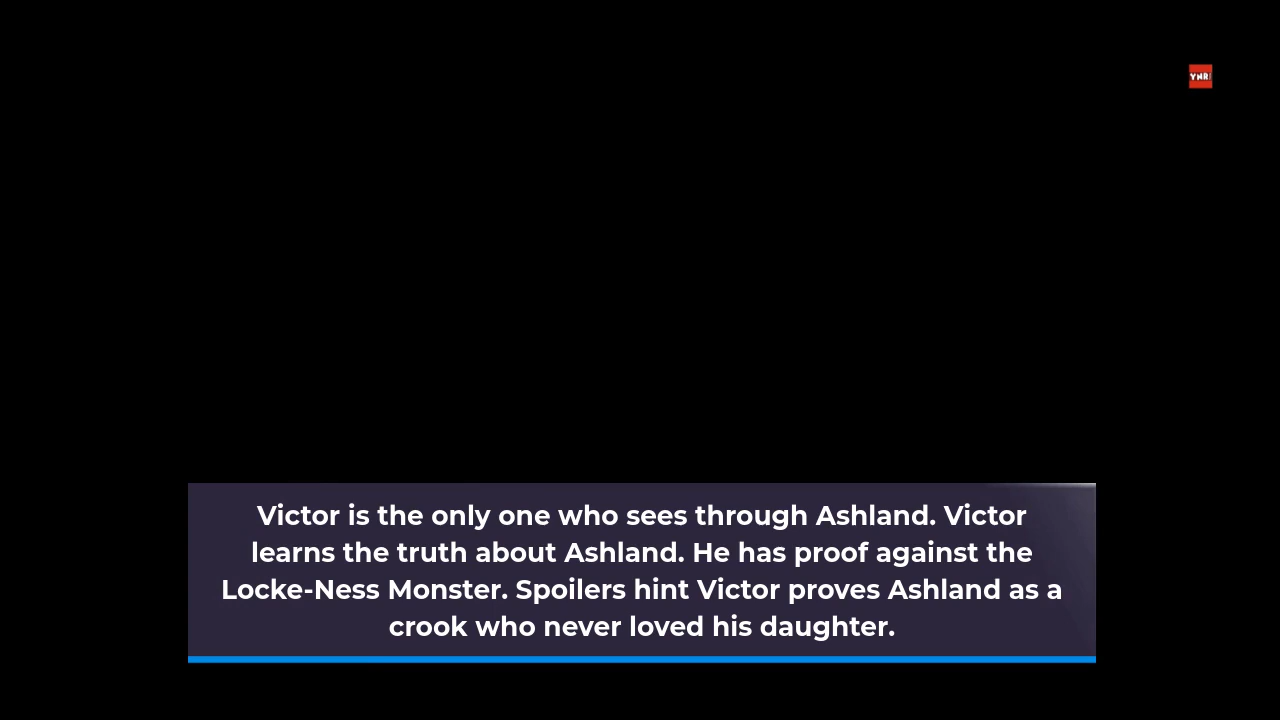 YNR!
Victor is the only one who sees through Ashland. Victor
learns the truth about Ashland. He has proof against the
Locke-Ness Monster. Spoilers hint Victor proves Ashland as a
crook who never loved his daughter.